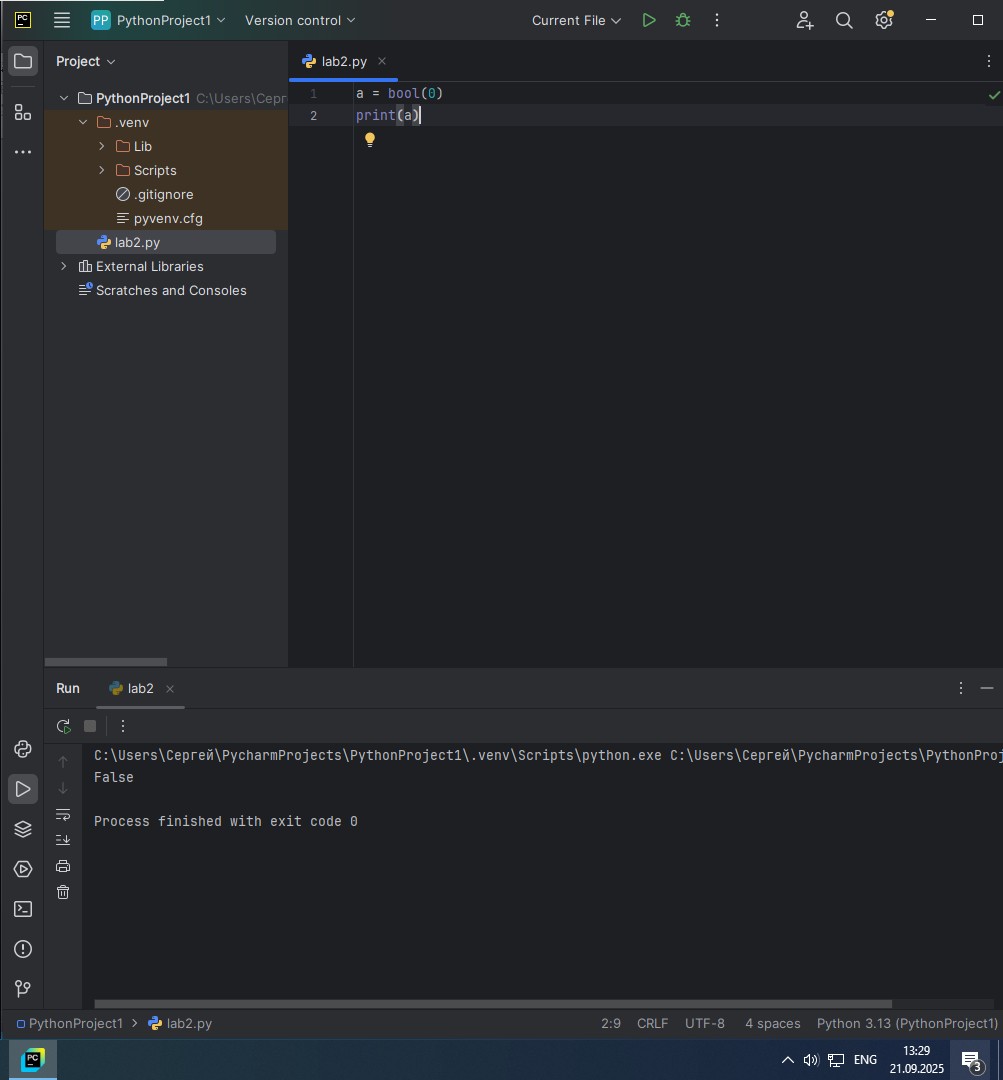 PC PP PythonProject1 Version control Current File
Project
lab2.py
PythonProject1 C:\Users\Серг
.venv
Lib
Scripts
.gitignore
pyvenv.cfg
lab2.py
External Libraries
Scratches and Consoles
1 a = bool(0)
2 print(a)
Run lab2
C:\Users\Сергей\PycharmProjects\PythonProject1\.venv\Scripts\python.exe C:\Users\Сергей\PycharmProjects\PythonProj
False
Process finished with exit code 0
PythonProject1 > lab2.py 2:9 CRLF UTF-8 4 spaces Python 3.13 (PythonProject1)
PC ENG 13:29
21.09.2025
3